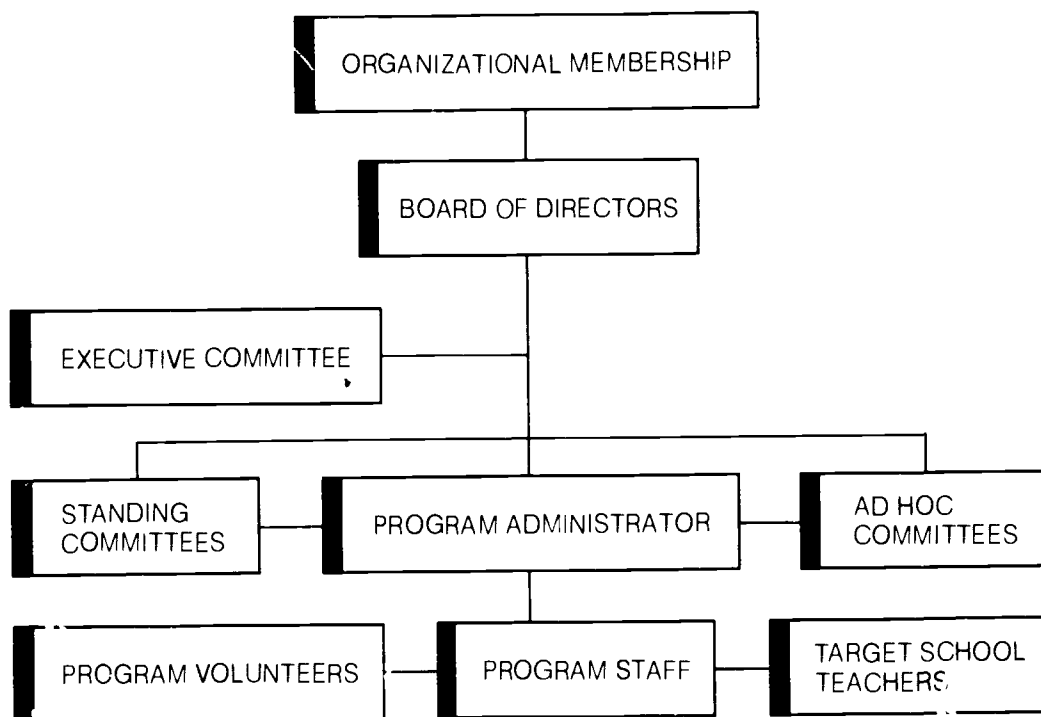 ORGANIZATIONAL MEMBERSHIP
BOARD OF DIRECTORS
EXECUTIVE COMMITTEE
STANDING
COMMITTEES
PROGRAM ADMINISTRATOR
AD HOC
COMMITTEES
PROGRAM VOLUNTEERS
PROGRAM STAFF
TARGET SCHOOL
TEACHERS